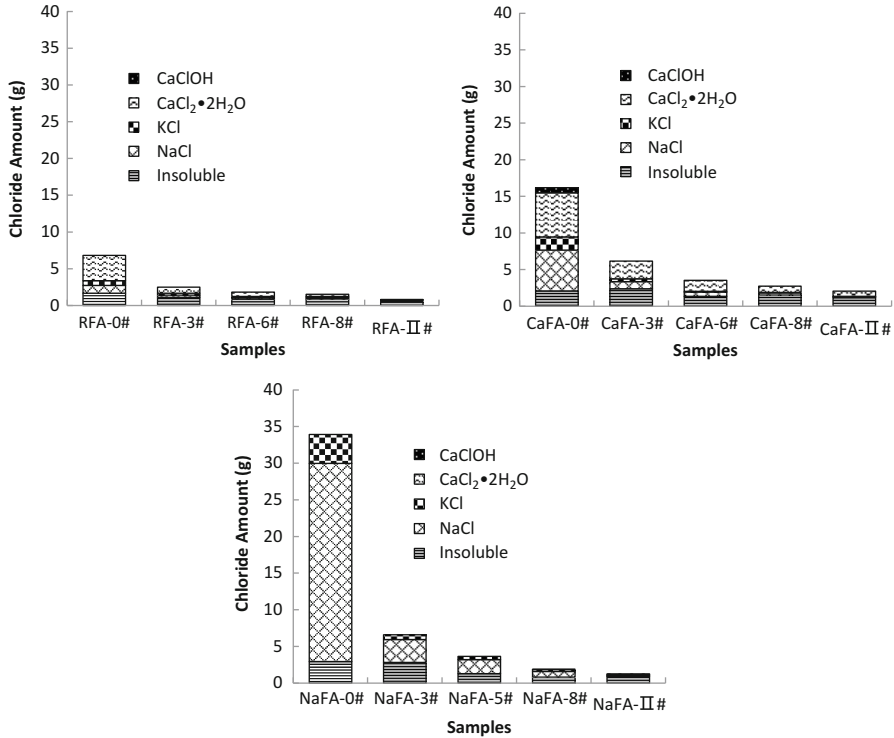 40
35
30
25
20
15
10
5
0
Chloride Amount (g)
CaClOH
CaCl₂•2H₂O
KCl
NaCl
Insoluble
RFA-0# RFA-3# RFA-6# RFA-8# RFA-Ⅱ#
Samples
40
35
30
25
20
15
10
5
0
Chloride Amount (g)
CaClOH
CaCl₂•2H₂O
KCl
NaCl
Insoluble
CaFA-0# CaFA-3# CaFA-6# CaFA-8# CaFA-Ⅱ#
Samples
40
35
30
25
20
15
10
5
0
Chloride Amount (g)
CaClOH
CaCl₂•2H₂O
KCl
NaCl
Insoluble
NaFA-0# NaFA-3# NaFA-5# NaFA-8# NaFA-Ⅱ#
Samples